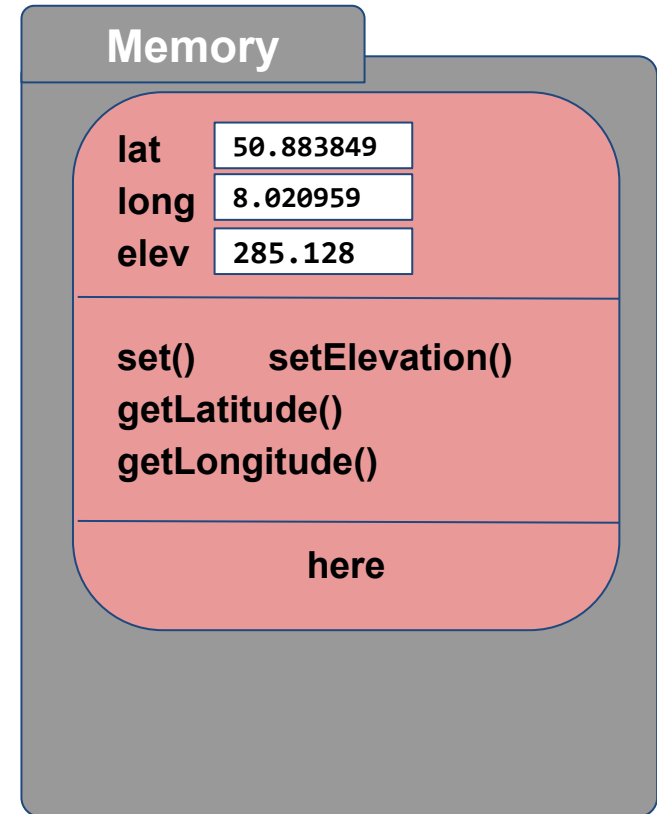 Memory
lat 50.883849
long 8.020959
elev 285.128
set() setElevation()
getLatitude()
getLongitude()
here